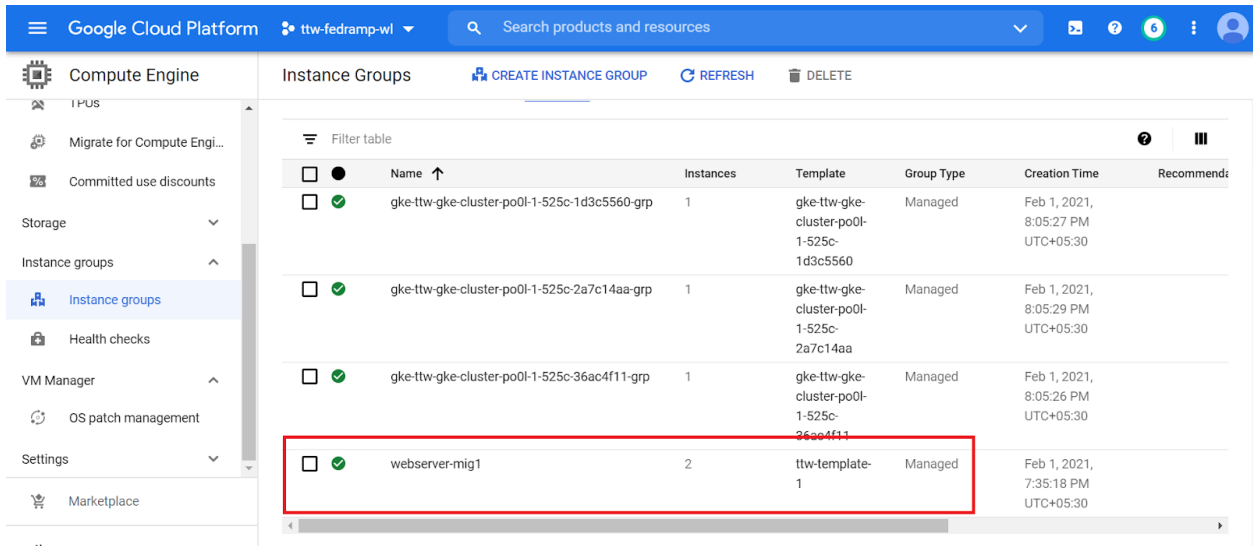 Google Cloud Platform
ttw-fedramp-wl
Search products and resources
6
Compute Engine
Instance Groups
CREATE INSTANCE GROUP
REFRESH
DELETE
TPUs
Migrate for Compute Engi...
Committed use discounts
Storage
Instance groups
Instance groups
Health checks
VM Manager
OS patch management
Settings
Marketplace
Filter table
Name
Instances
Template
Group Type
Creation Time
Recommenda
gke-ttw-gke-cluster-po0l-1-525c-1d3c5560-grp
1
gke-ttw-gke-
cluster-po0l-
1-525c-
1d3c5560
Managed
Feb 1, 2021,
8:05:27 PM
UTC+05:30
gke-ttw-gke-cluster-po0l-1-525c-2a7c14aa-grp
1
gke-ttw-gke-
cluster-po0l-
1-525c-
2a7c14aa
Managed
Feb 1, 2021,
8:05:29 PM
UTC+05:30
gke-ttw-gke-cluster-po0l-1-525c-36ac4f11-grp
1
gke-ttw-gke-
cluster-po0l-
1-525c-
36ac4f11
Managed
Feb 1, 2021,
8:05:26 PM
UTC+05:30
webserver-mig1
2
ttw-template-
1
Managed
Feb 1, 2021,
7:35:18 PM
UTC+05:30